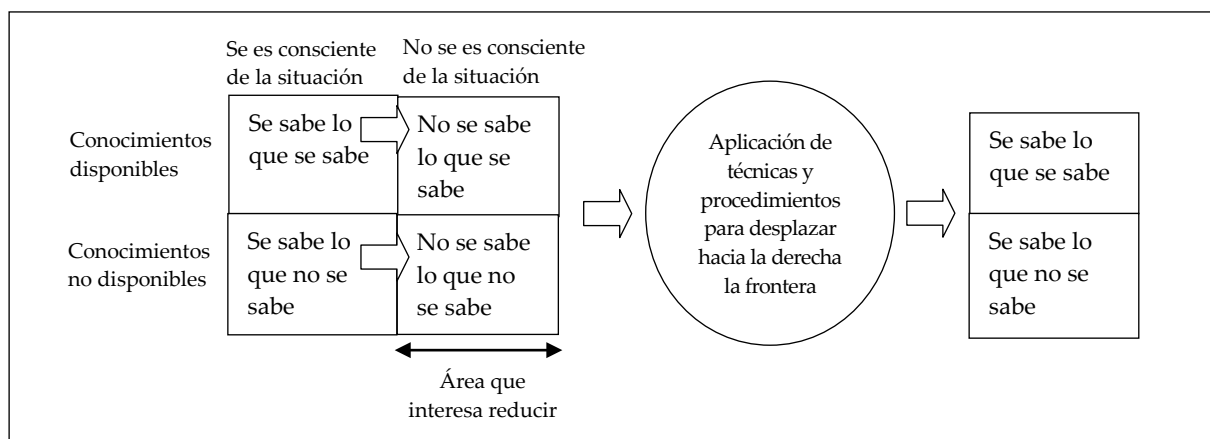 Se es consciente
de la situación
No se es consciente
de la situación
Conocimientos
disponibles
Se sabe lo
que se sabe
No se sabe
lo que se
sabe
Conocimientos
no disponibles
Se sabe lo
que no se
sabe
No se sabe
lo que no
se sabe
Área que
interesa reducir
Aplicación de
técnicas y
procedimientos
para desplazar
hacia la derecha
la frontera
Se sabe lo
que se sabe
Se sabe lo
que no se
sabe